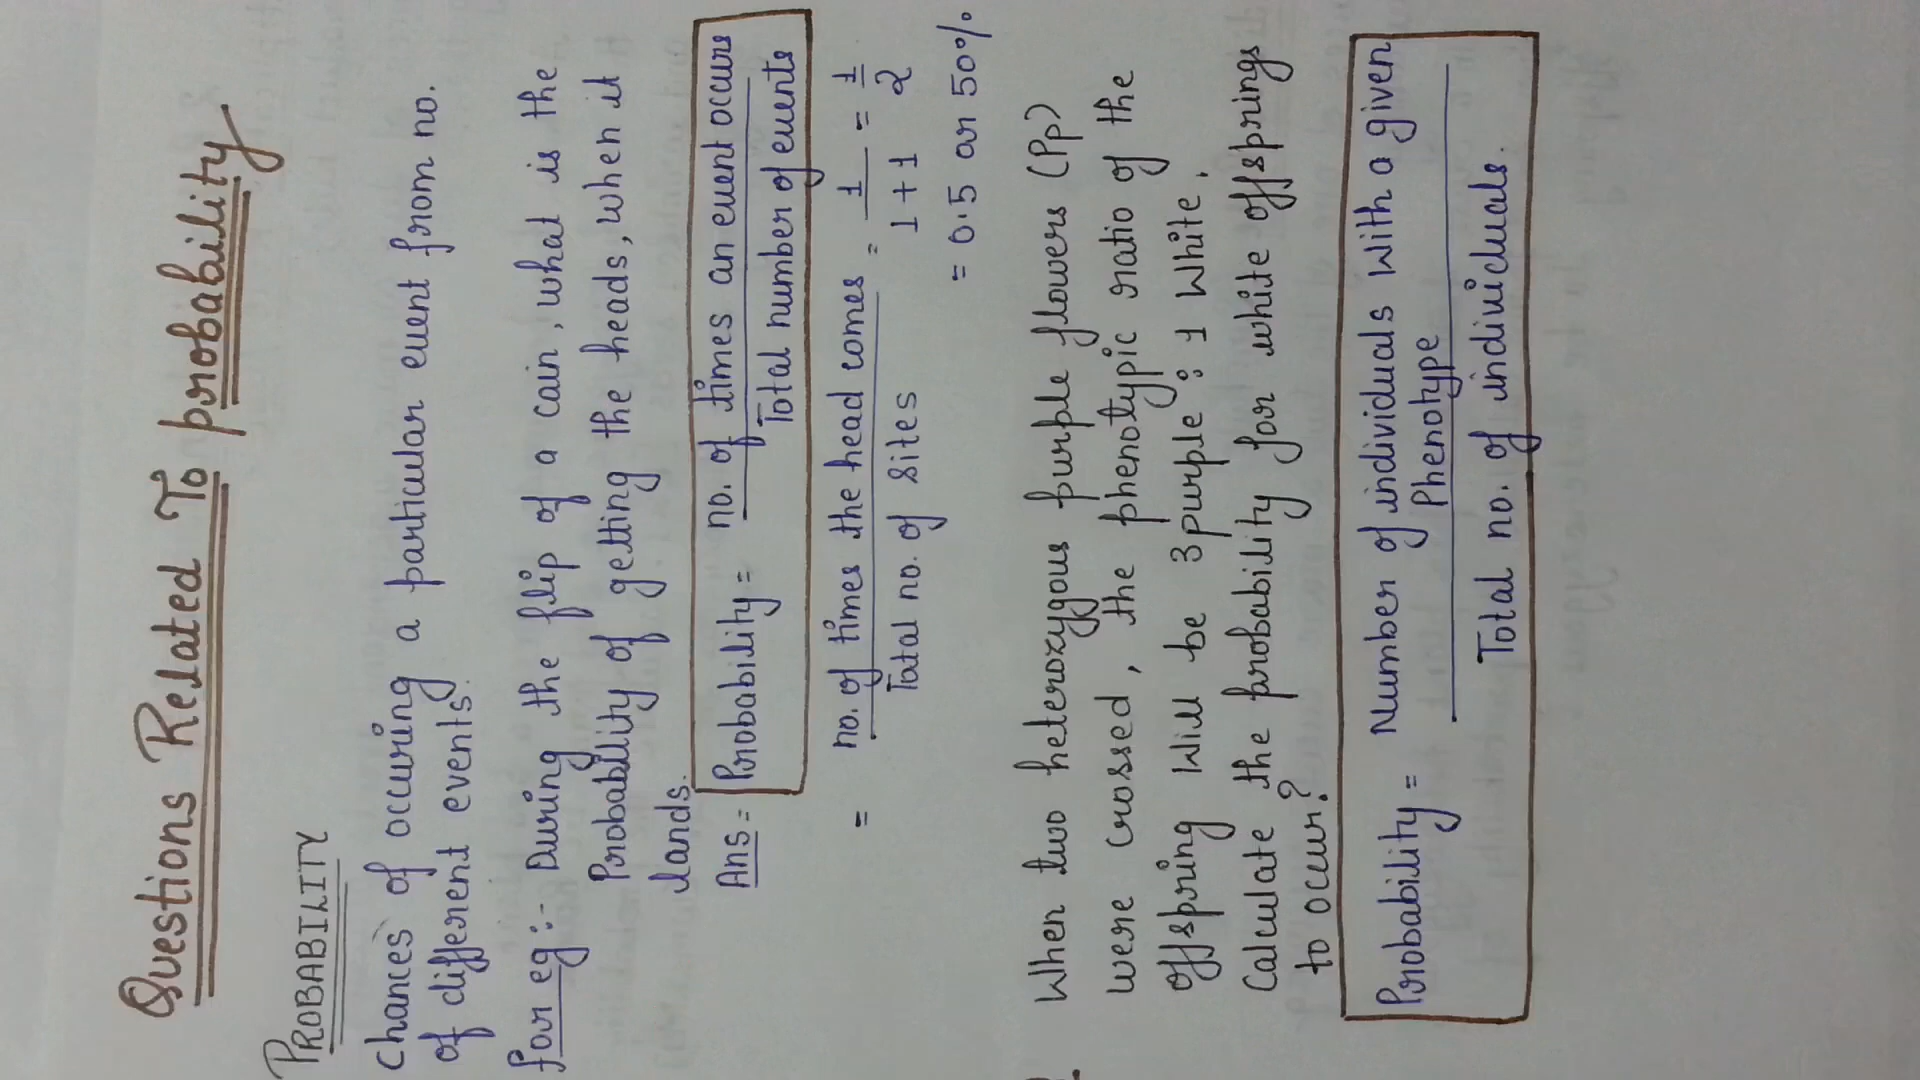 Questions Related To probability
PROBABILITY
Chances of occuring a particular event from no.
of different events.
For eg:- During the flip of a coin, what is the
Probability of getting the heads, when it
lands.
Ans = Probability = no. of times an event occurs
Total number of events
= no. of times the head comes = 1 = 1
Total no. of sites 1+1 2
= 0.5 or 50%
When two heterozygous purple flowers (Pp)
were crossed, the phenotypic ratio of the
offspring will be 3 purple : 1 White.
Calculate the probability for white offsprings
to occur?
Probability = Number of individuals With a given
Phenotype
Total no. of individuals.